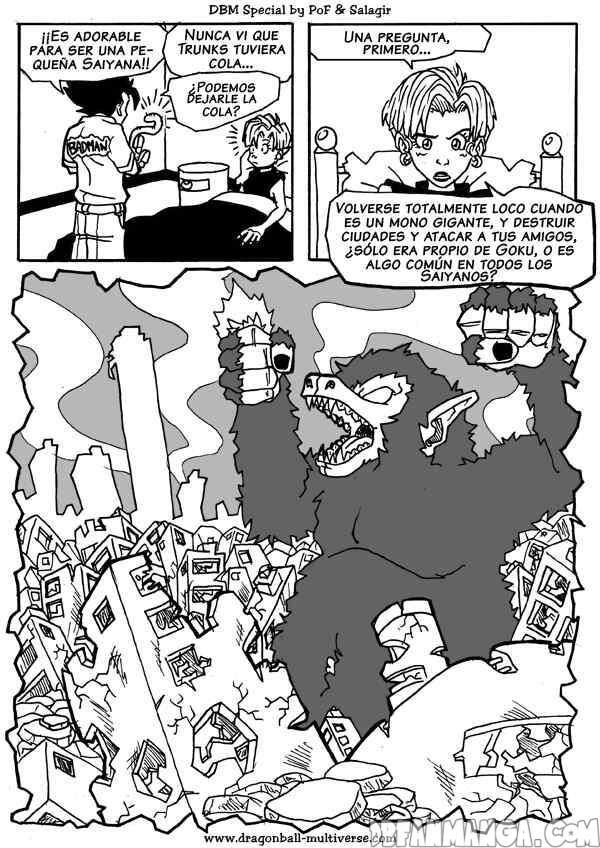 DBM Special by PoF & Salagir
¡¡Es adorable
para ser una pe-
queña Saiyana!!
Nunca vi que
Trunks tuviera
cola...
¿Podemos
dejarle la
cola?
BADMAN
Una pregunta,
primero...
Volverse totalmente loco cuando
es un mono gigante, y destruir
ciudades y atacar a tus amigos,
¿sólo era propio de Goku, o es
algo común en todos los
Saiyanos?
www.dragonball-multiverse.com
DBFANMANGA.COM